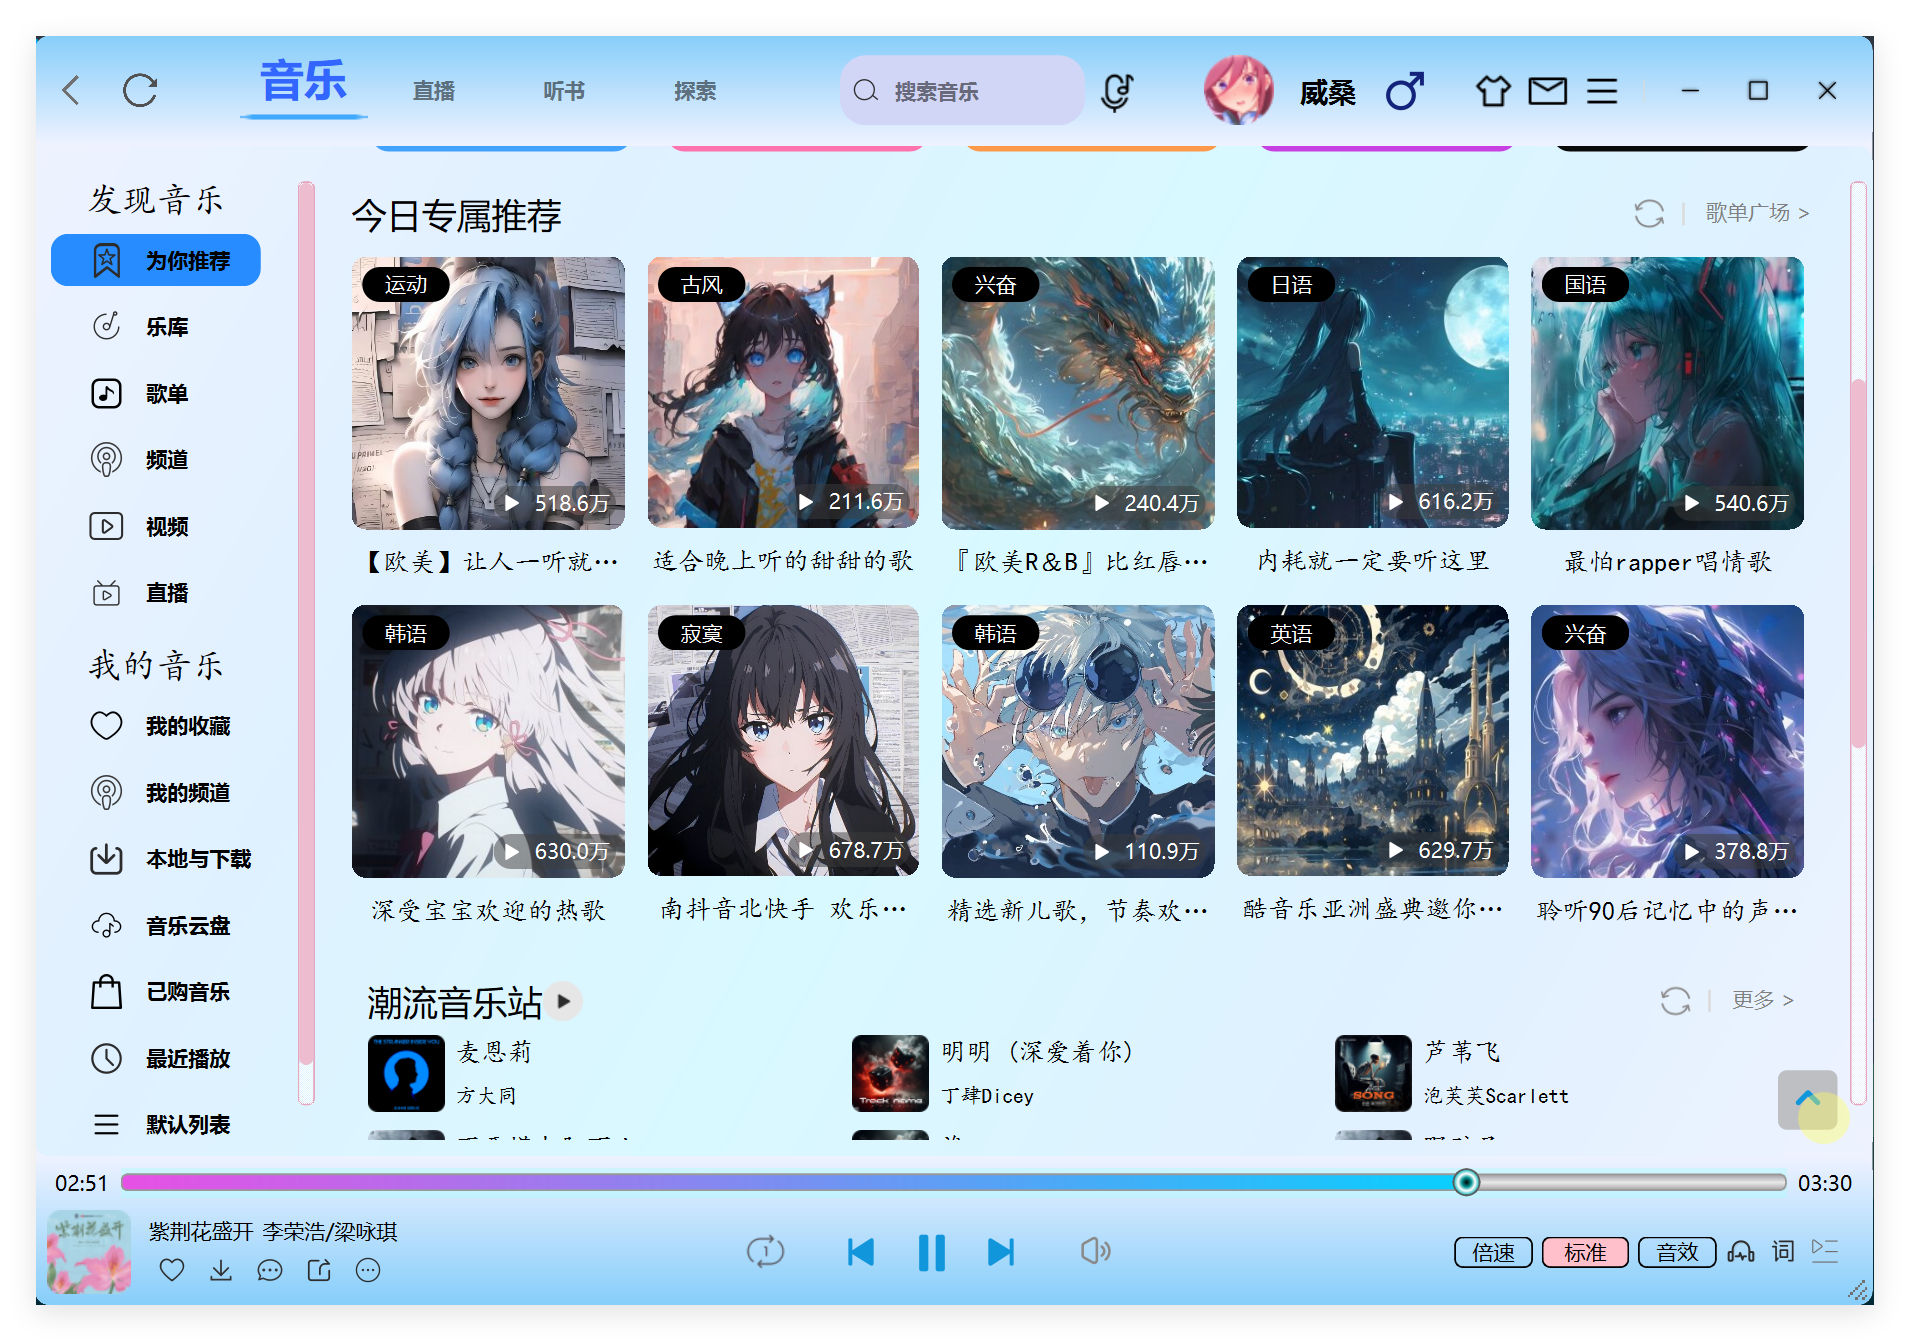 音乐
直播
听书
探索
搜索音乐
威桑
发现音乐
为你推荐
乐库
歌单
频道
视频
直播
我的音乐
我的收藏
我的频道
本地与下载
音乐云盘
已购音乐
最近播放
默认列表
今日专属推荐
歌单广场 >
运动
518.6万
【欧美】让人一听就…
古风
211.6万
适合晚上听的甜甜的歌
兴奋
240.4万
『欧美R&B』比红唇…
日语
616.2万
内耗就一定要听这里
国语
540.6万
最怕rapper唱情歌
韩语
630.0万
深受宝宝欢迎的热歌
寂寞
678.7万
南抖音北快手 欢乐…
韩语
110.9万
精选新儿歌，节奏欢…
英语
629.7万
酷音乐亚洲盛典邀你…
兴奋
378.8万
聆听90后记忆中的声…
潮流音乐站
更多 >
麦恩莉
方大同
Track name
明明 (深爱着你)
丁肆Dicey
SONG
芦苇飞
泡芙芙Scarlett
02:51
03:30
紫荆花盛开
紫荆花盛开 李荣浩/梁咏琪
1
倍速
标准
音效
词